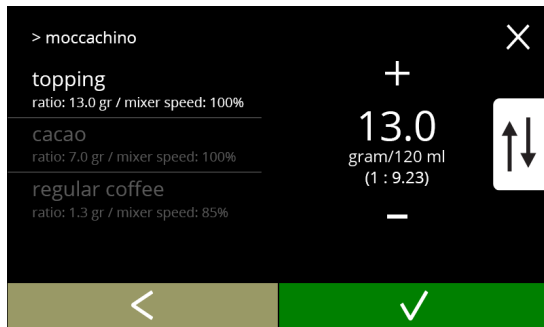 > moccachino
topping
ratio: 13.0 gr / mixer speed: 100%
cacao
ratio: 7.0 gr / mixer speed: 100%
regular coffee
ratio: 1.3 gr / mixer speed: 85%
+
13.0
gram/120 ml
(1 : 9.23)
−